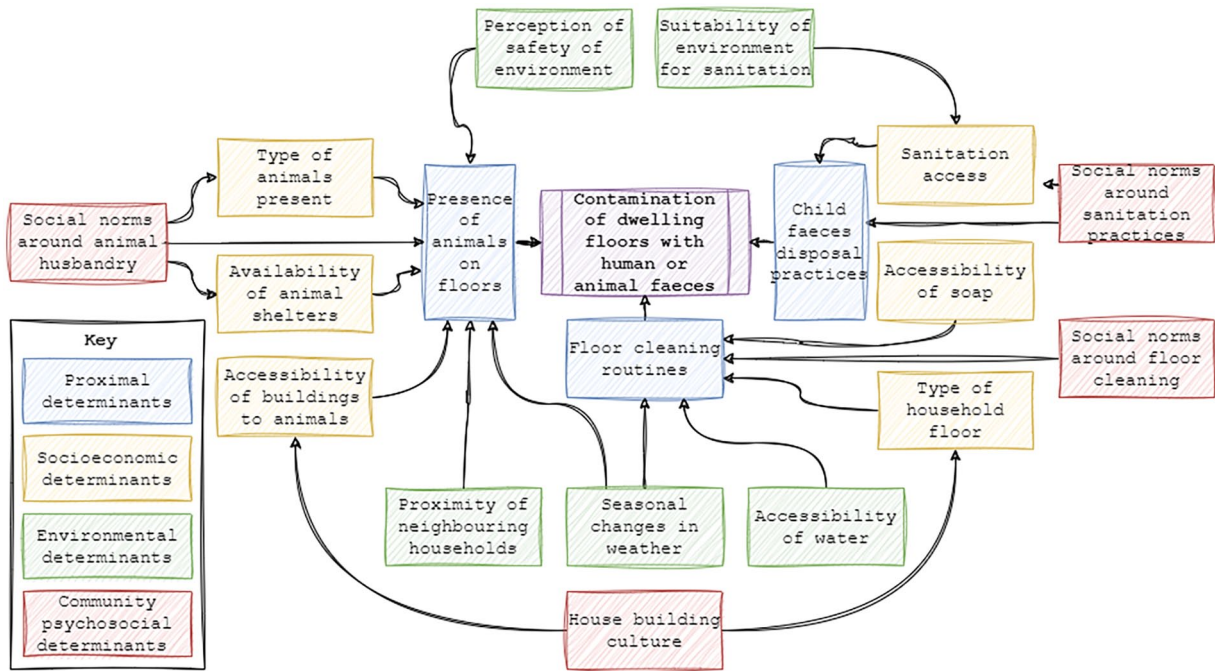 Perception of
safety of
environment
Suitability of
environment
for sanitation
Type of
animals
present
Sanitation
access
Social norms
around animal
husbandry
Presence
of
animals
on
floors
Contamination
of dwelling
floors with
human or
animal faeces
Child
faeces
disposal
practices
Social norms
around
sanitation
practices
Availability
of animal
shelters
Accessibility
of soap
Key
Proximal
determinants
Socioeconomic
determinants
Environmental
determinants
Community
psychosocial
determinants
Accessibility
of buildings
to animals
Floor cleaning
routines
Social norms
around floor
cleaning
Type of
household
floor
Proximity of
neighbouring
households
Seasonal
changes in
weather
Accessibility
of water
House building
culture